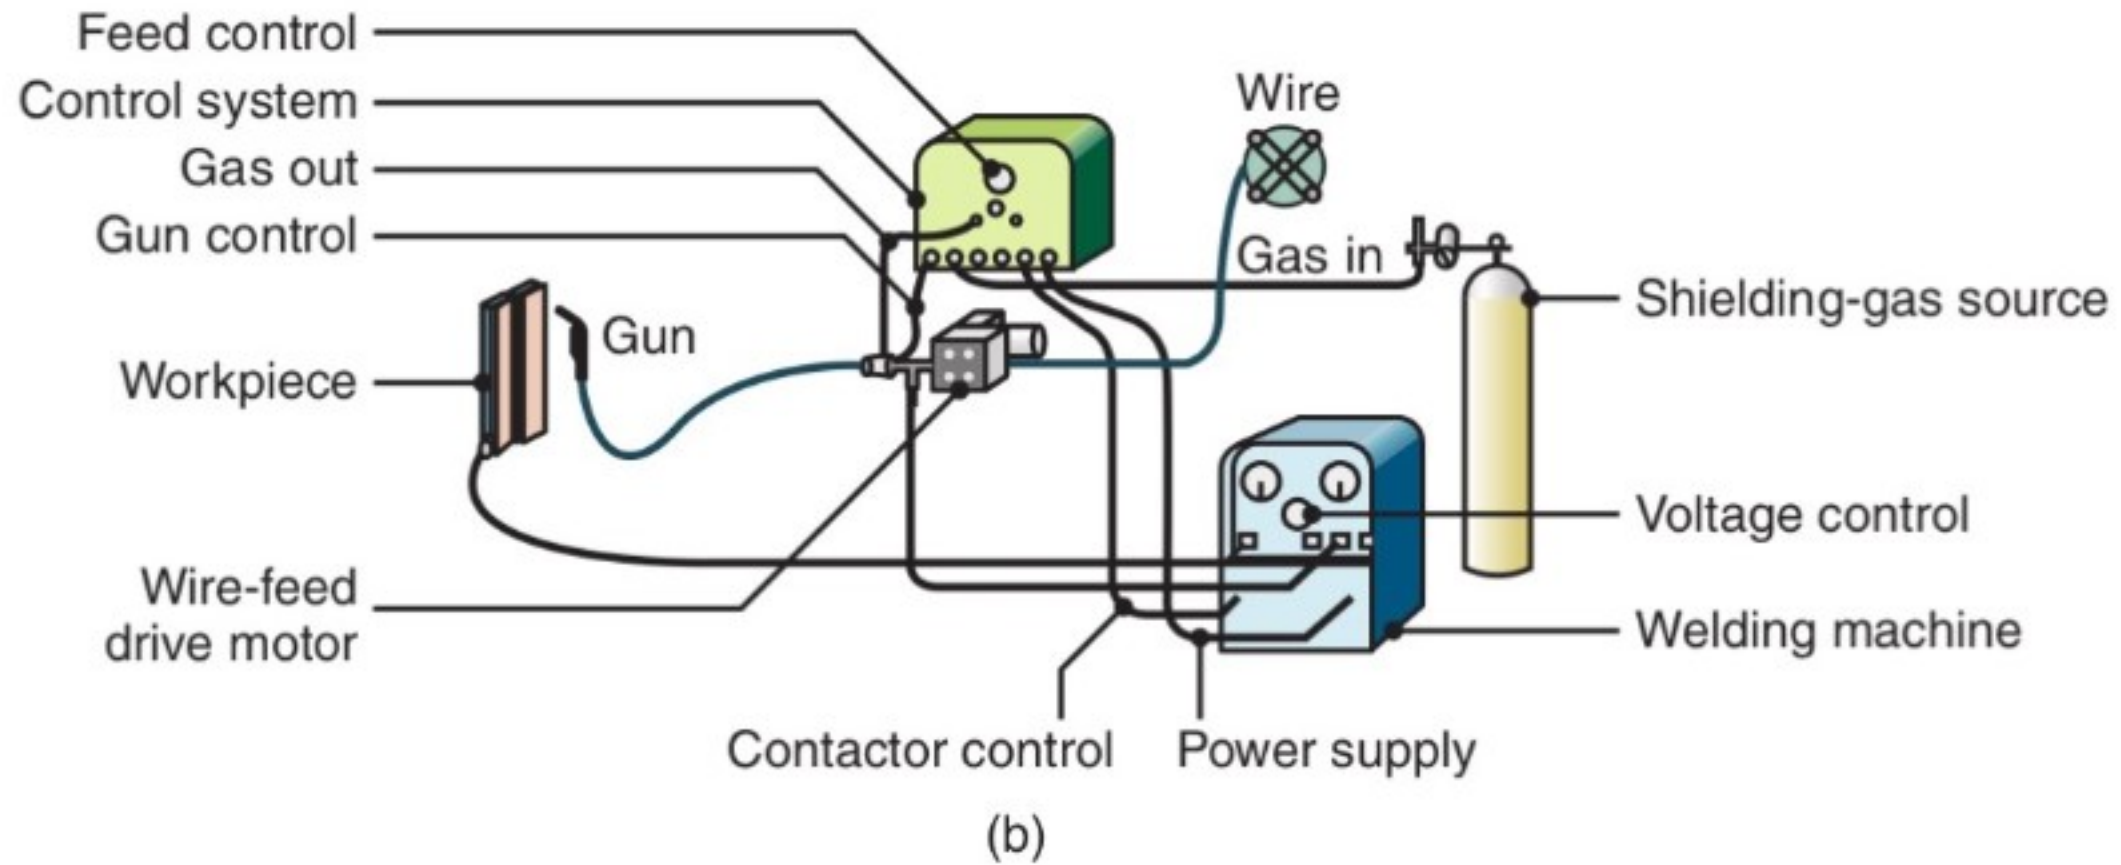 Feed control
Control system
Gas out
Gun control
Wire
Gas in
Shielding-gas source
Gun
Workpiece
Voltage control
Wire-feed
drive motor
Welding machine
Contactor control
Power supply
(b)